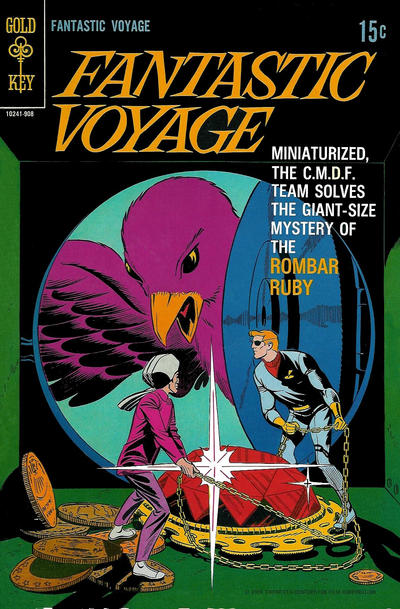 GOLD
KEY
10241-908
FANTASTIC VOYAGE
15¢
FANTASTIC
VOYAGE
MINIATURIZED,
THE C.M.D.F.
TEAM SOLVES
THE GIANT-SIZE
MYSTERY OF
THE
ROMBAR
RUBY